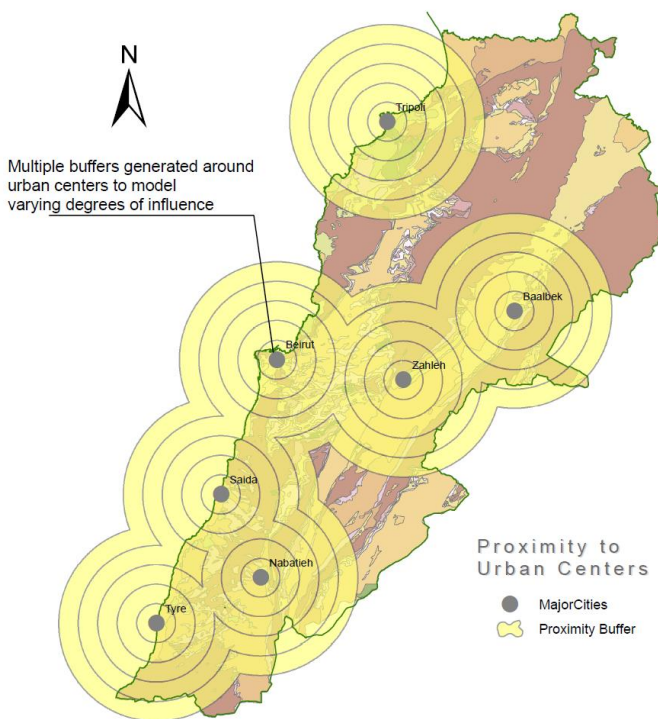 N
Tripoli
Multiple buffers generated around
urban centers to model
varying degrees of influence
Baalbek
Beirut
Zahleh
Saida
Nabatieh
Tyre
Proximity to
Urban Centers
MajorCities
Proximity Buffer